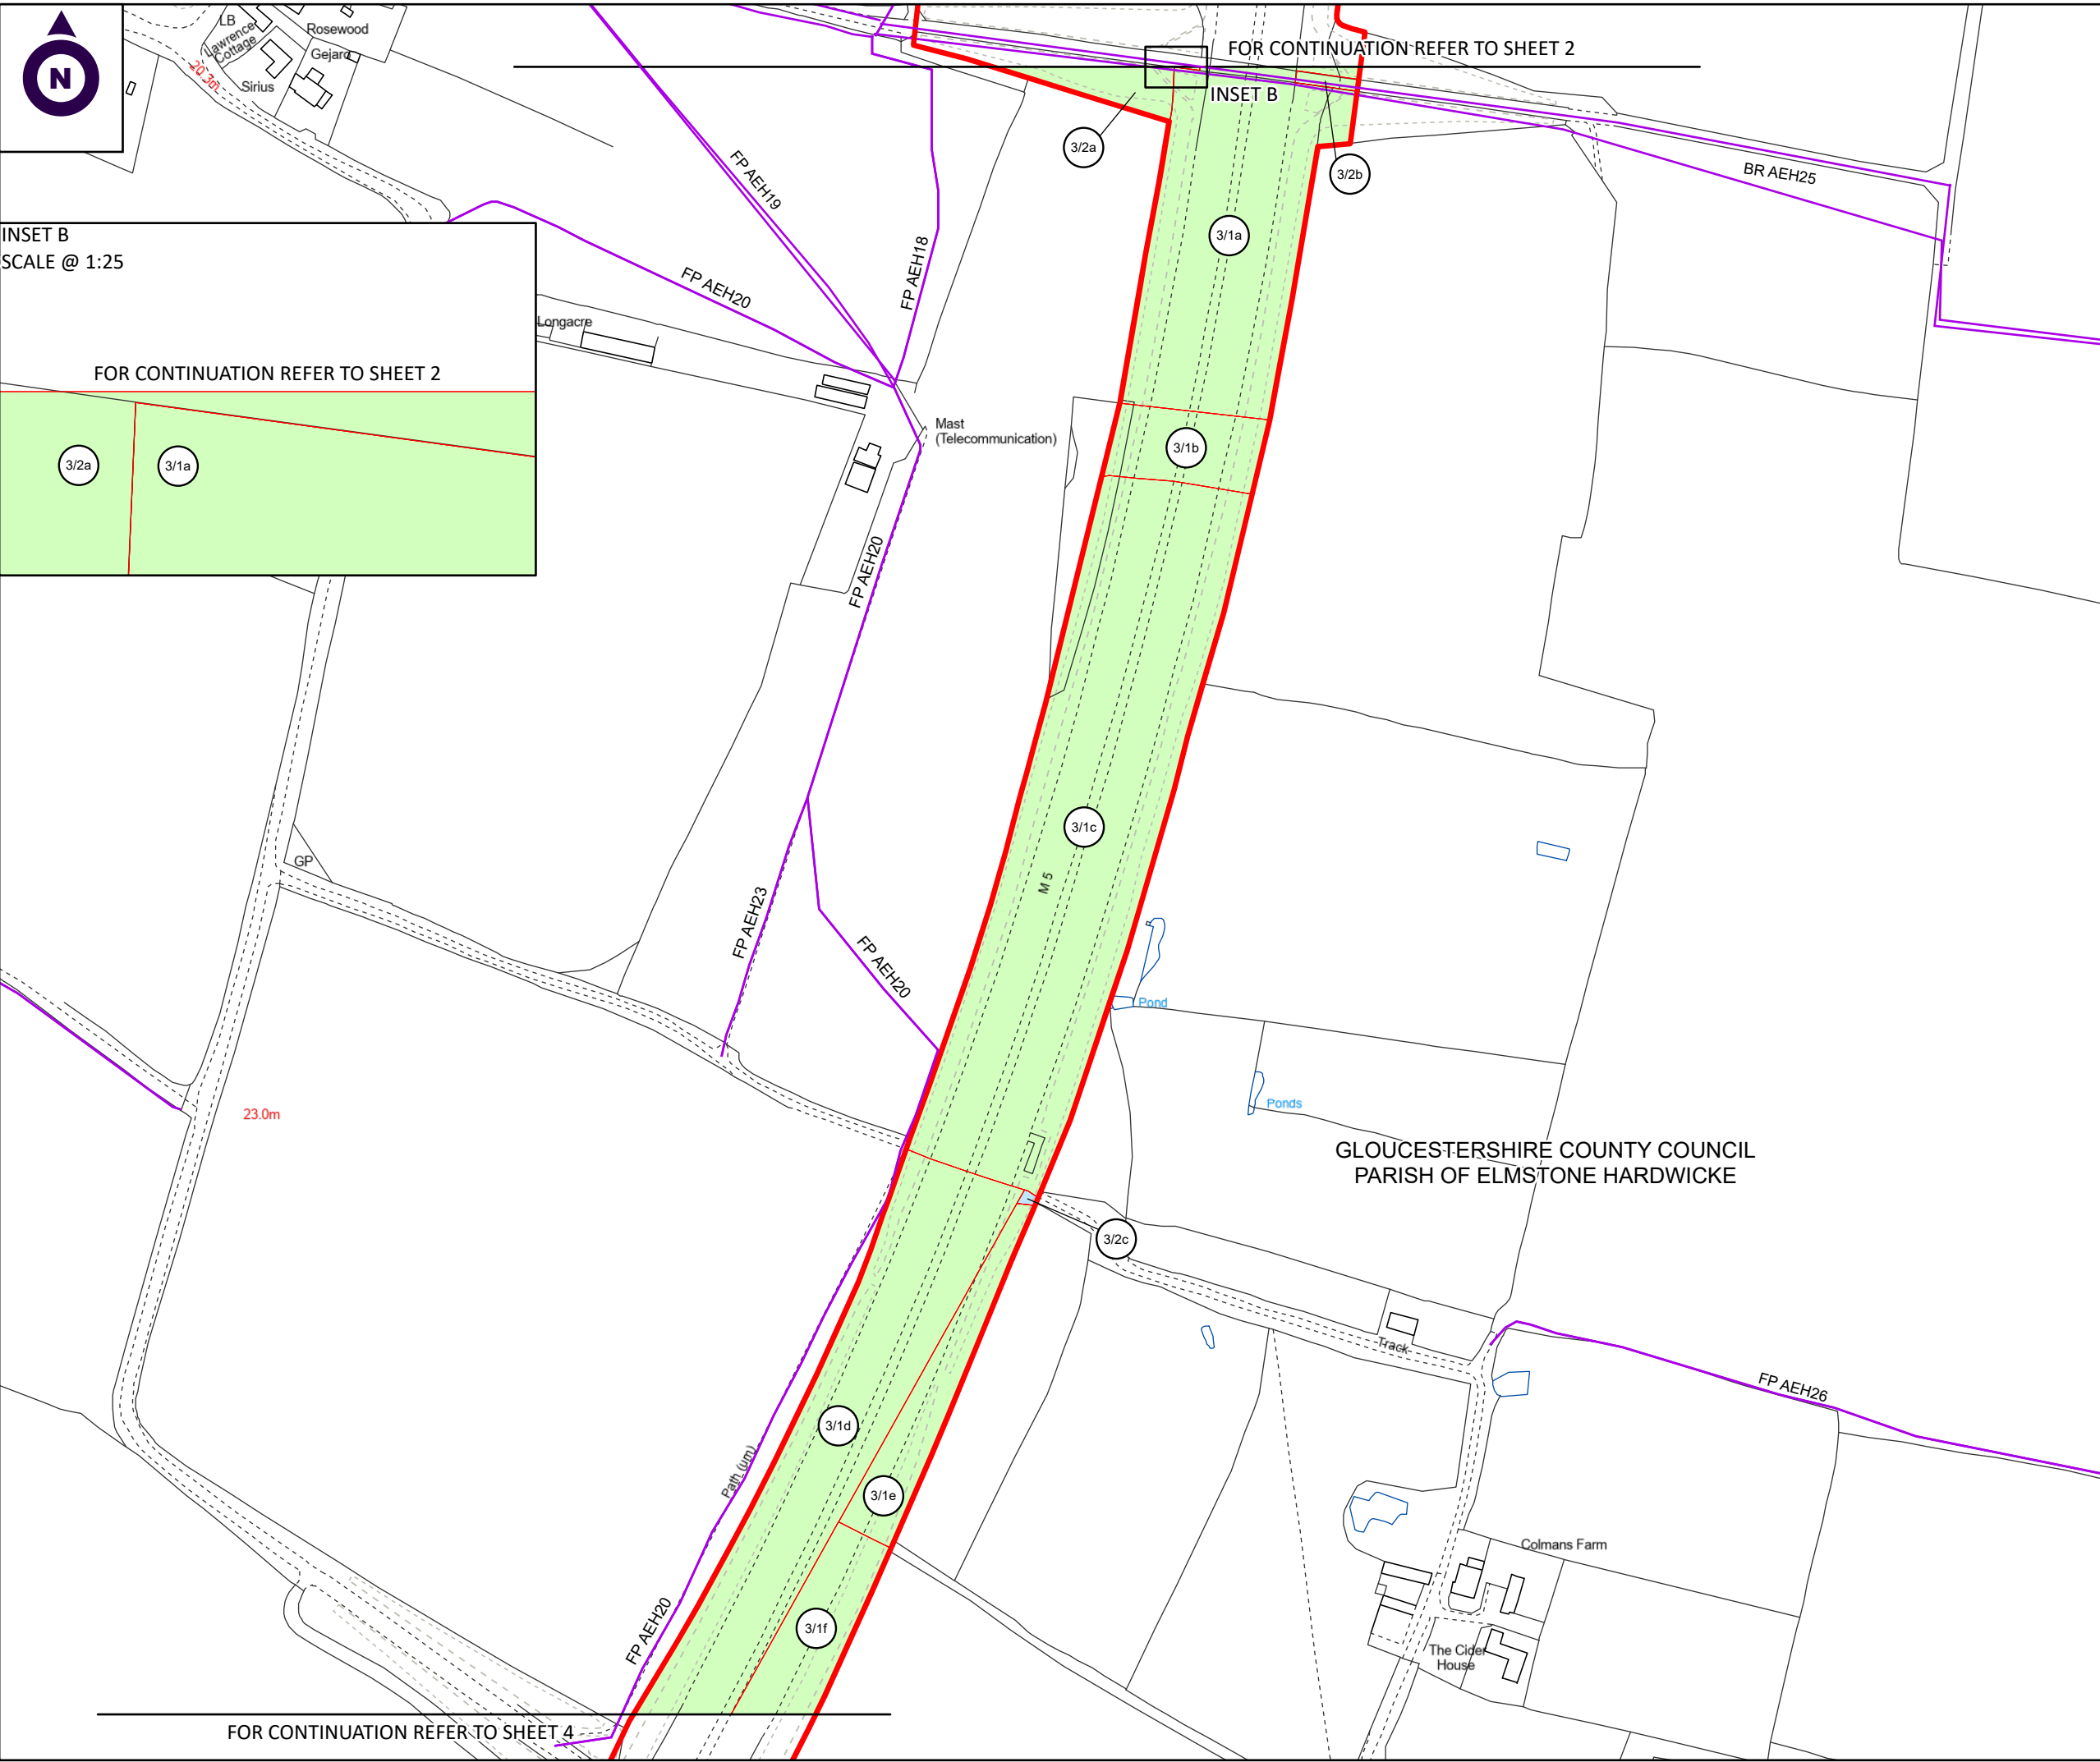 N
LB
Lawrence
Cottage
Rosewood
Gejard
Sirius
20.3m
FOR CONTINUATION REFER TO SHEET 2
INSET B
3/2a
3/2b
FP AEH19
BR AEH25
3/1a
INSET B
SCALE @ 1:25
FP AEH18
FP AEH20
Longacre
FOR CONTINUATION REFER TO SHEET 2
3/2a
3/1a
Mast
(Telecommunication)
3/1b
FP AEH20
3/1c
M 5
GP
FP AEH23
FP AEH20
Pond
Ponds
23.0m
GLOUCESTERSHIRE COUNTY COUNCIL
PARISH OF ELMSTONE HARDWICKE
3/2c
Track
FP AEH26
3/1d
Path (um)
3/1e
Colmans Farm
3/1f
FP AEH20
The Cider
House
FOR CONTINUATION REFER TO SHEET 4